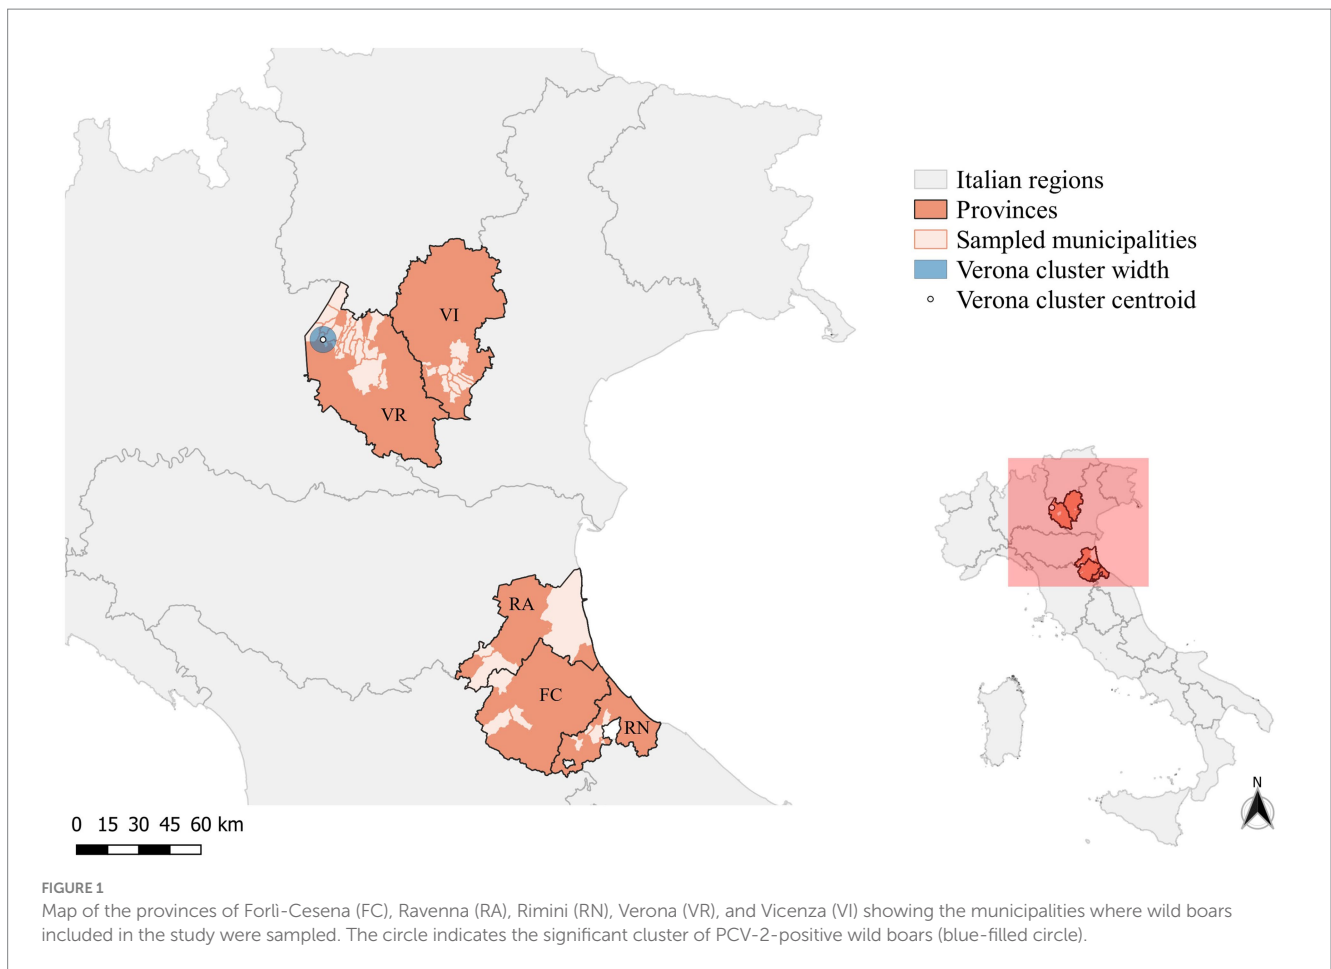 Italian regions
Provinces
Sampled municipalities
Verona cluster width
Verona cluster centroid
VI
VR
RA
FC
RN
N
0 15 30 45 60 km
FIGURE 1
Map of the provinces of Forlì-Cesena (FC), Ravenna (RA), Rimini (RN), Verona (VR), and Vicenza (VI) showing the municipalities where wild boars
included in the study were sampled. The circle indicates the significant cluster of PCV-2-positive wild boars (blue-filled circle).